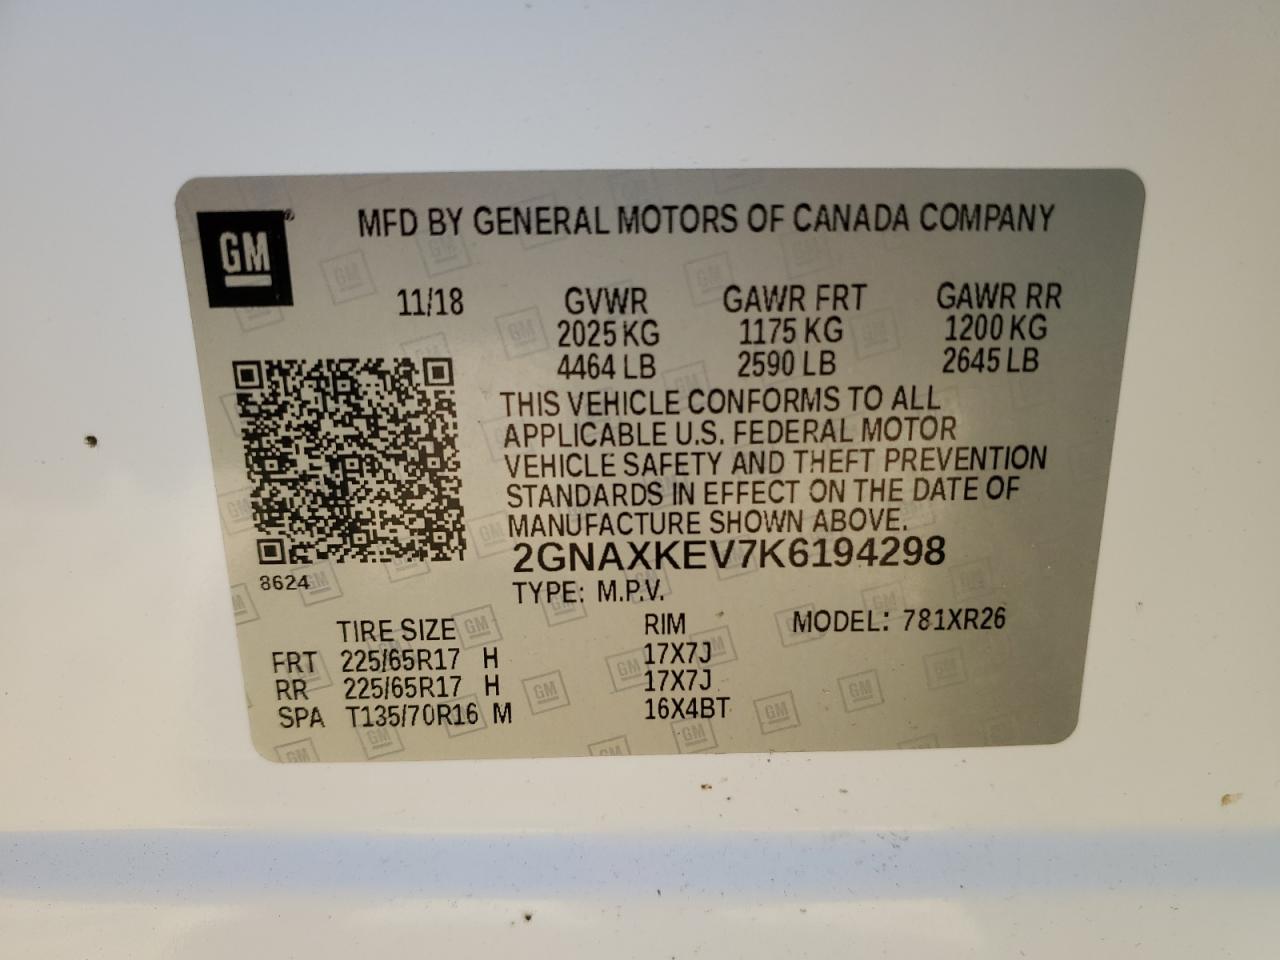 GM
MFD BY GENERAL MOTORS OF CANADA COMPANY
11/18 GVWR GAWR FRT GAWR RR
2025 KG 1175 KG 1200 KG
4464 LB 2590 LB 2645 LB
THIS VEHICLE CONFORMS TO ALL
APPLICABLE U.S. FEDERAL MOTOR
VEHICLE SAFETY AND THEFT PREVENTION
STANDARDS IN EFFECT ON THE DATE OF
MANUFACTURE SHOWN ABOVE.
2GNAXKEV7K6194298
8624
TYPE: M.P.V.
TIRE SIZE RIM MODEL: 781XR26
FRT 225/65R17 H 17X7J
RR 225/65R17 H 17X7J
SPA T135/70R16 M 16X4BT